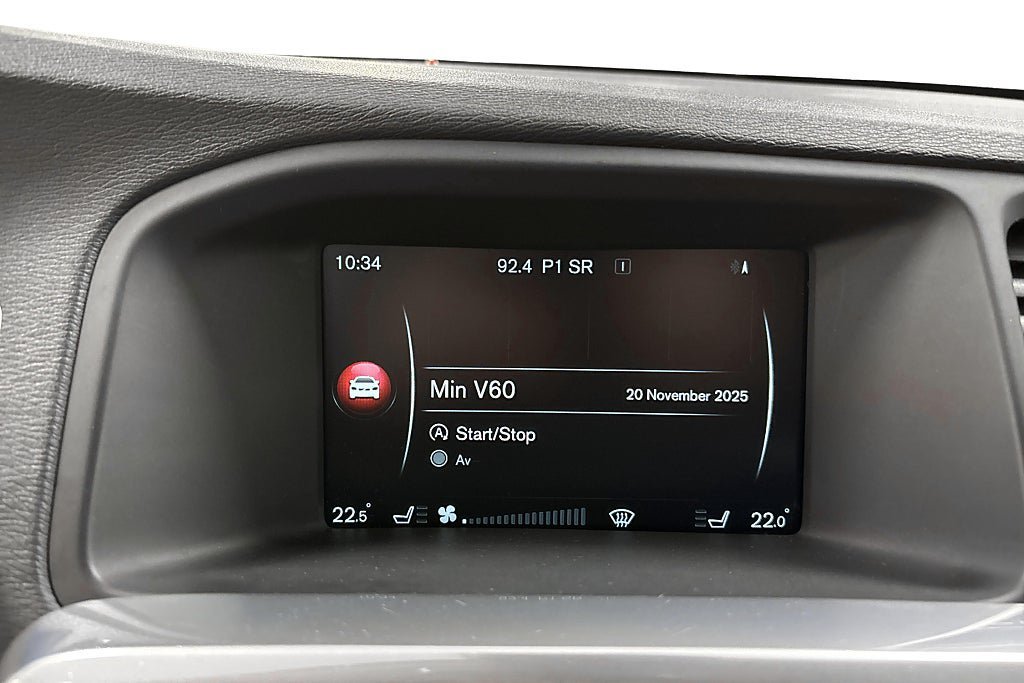 10:34 92.4 P1 SR I
Min V60 20 November 2025
A Start/Stop
Av
22.5° 22.0°